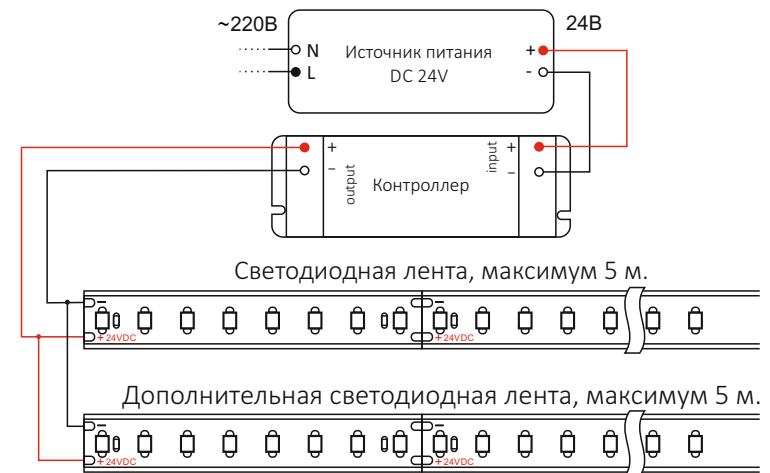 ~220В
24В
N
Источник питания
+
L
DC 24V
-
+
input
+
−
output
Контроллер
−
Светодиодная лента, максимум 5 м.
−
−
+24VDC
+24VDC
Дополнительная светодиодная лента, максимум 5 м.
−
−
+24VDC
+24VDC